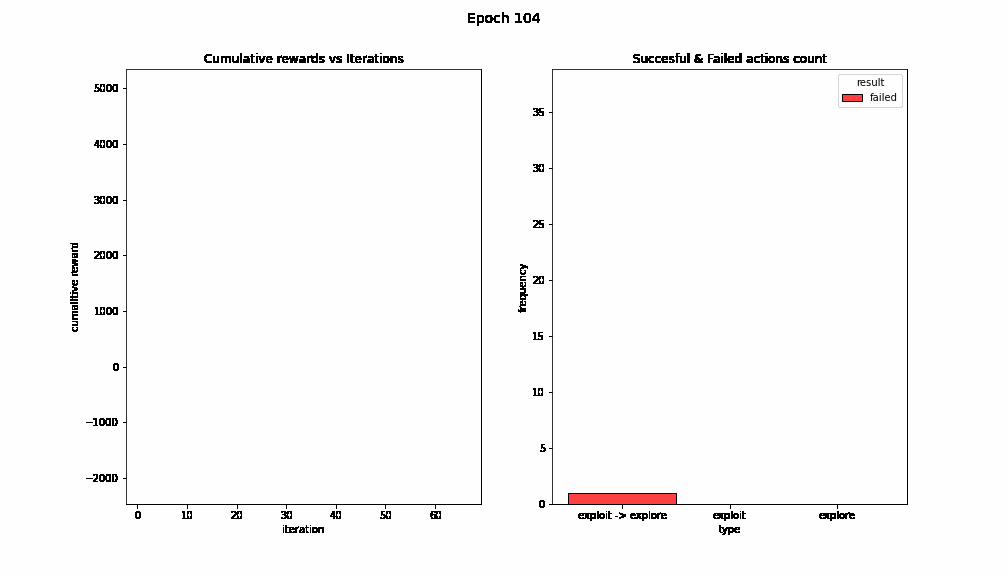 Epoch 104
Cumulative rewards vs Iterations
5000
4000
3000
2000
1000
0
−1000
−2000
cumalitive reward
0 10 20 30 40 50 60
iteration
Succesful & Failed actions count
result
failed
35
30
25
20
15
10
5
0
frequency
exploit -> explore exploit explore
type